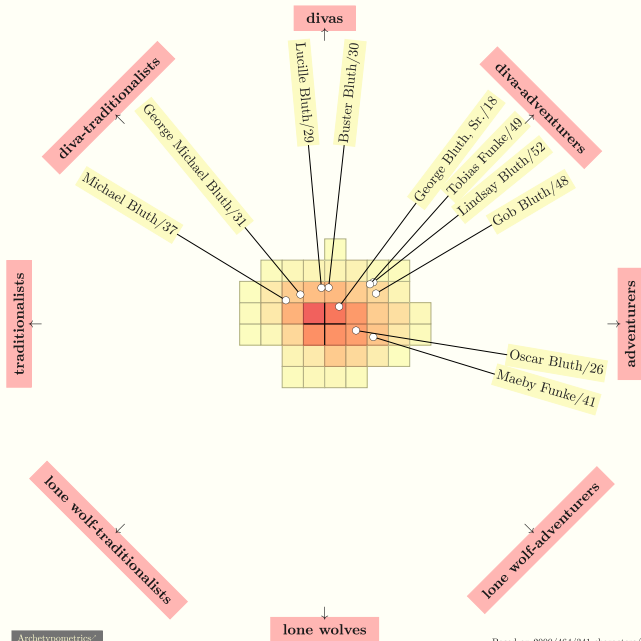 divas
diva-traditionalists
diva-adventurers
Lucille Bluth/29
Buster Bluth/30
George Bluth, Sr./18
Tobias Funke/49
Lindsay Bluth/52
Gob Bluth/48
George Michael Bluth/31
Michael Bluth/37
traditionalists
adventurers
Oscar Bluth/26
Maeby Funke/41
lone wolf-traditionalists
lone wolf-adventurers
lone wolves
Archetypometrics